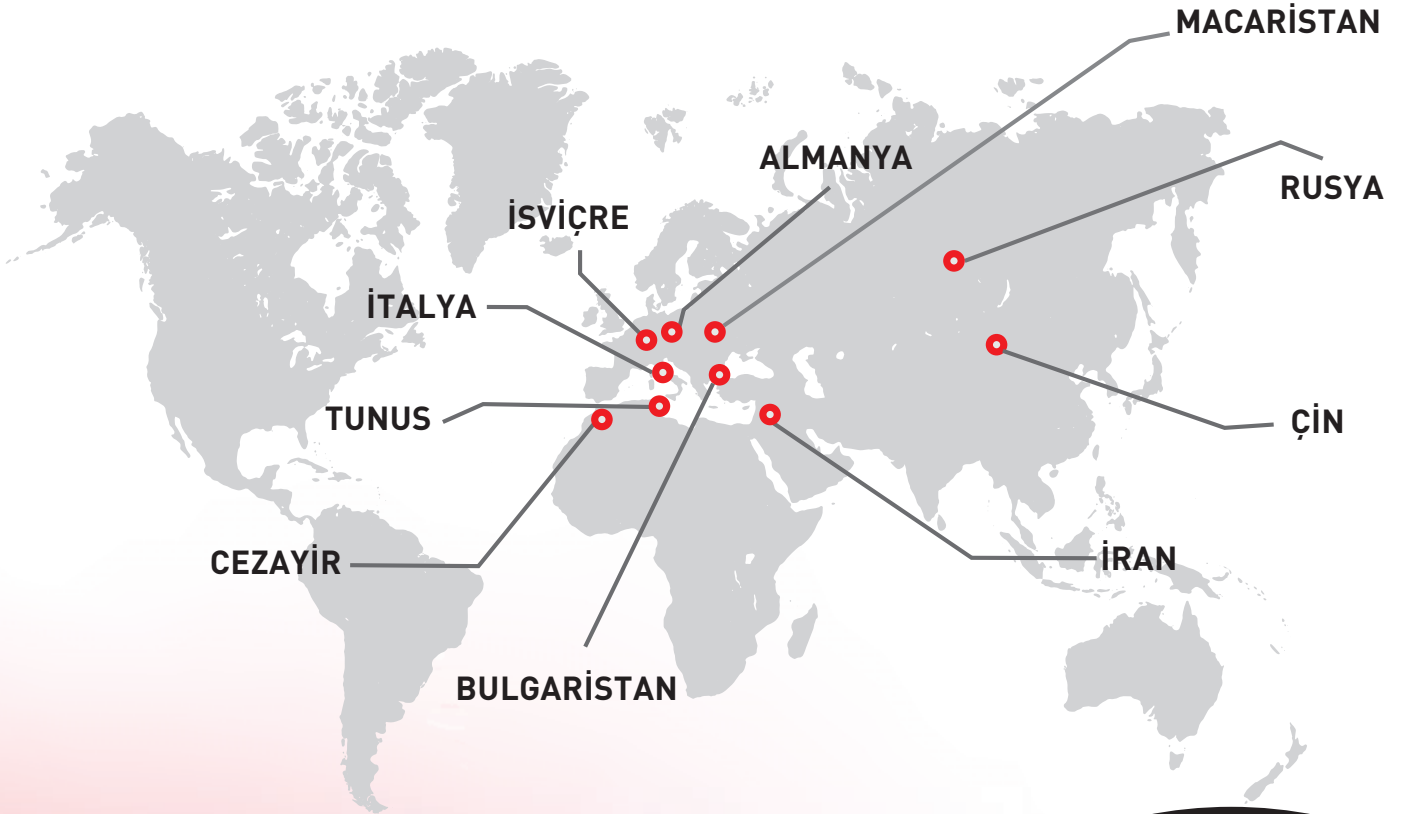 MACARİSTAN
ALMANYA
RUSYA
İSVİÇRE
İTALYA
TUNUS
ÇİN
CEZAYİR
İRAN
BULGARİSTAN